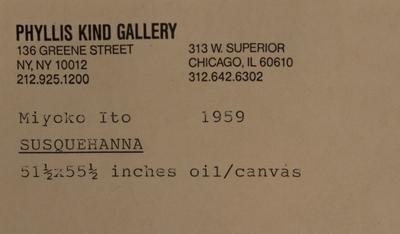 PHYLLIS KIND GALLERY
136 GREENE STREET 313 W. SUPERIOR
NY, NY 10012 CHICAGO, IL 60610
212.925.1200 312.642.6302
Miyoko Ito 1959
SUSQUEHANNA
51½x55½ inches oil/canvas